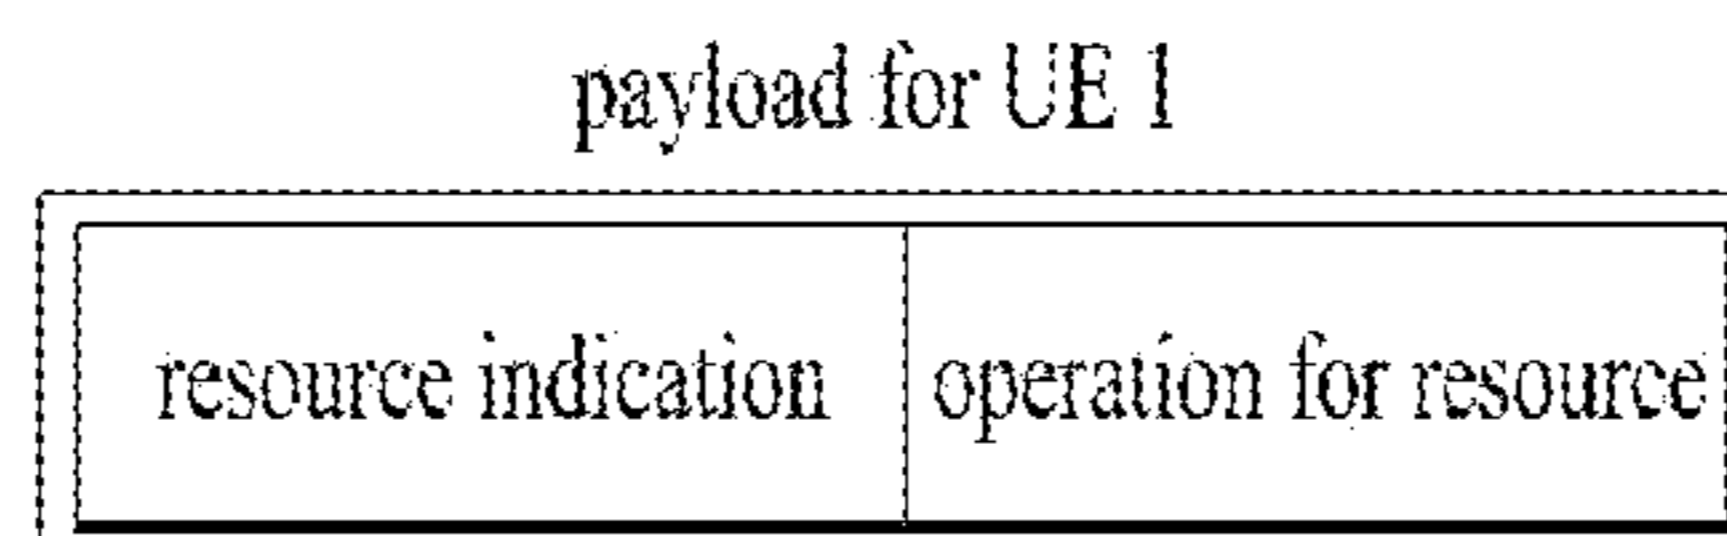 payload for UE 1
resource indication operation for resource